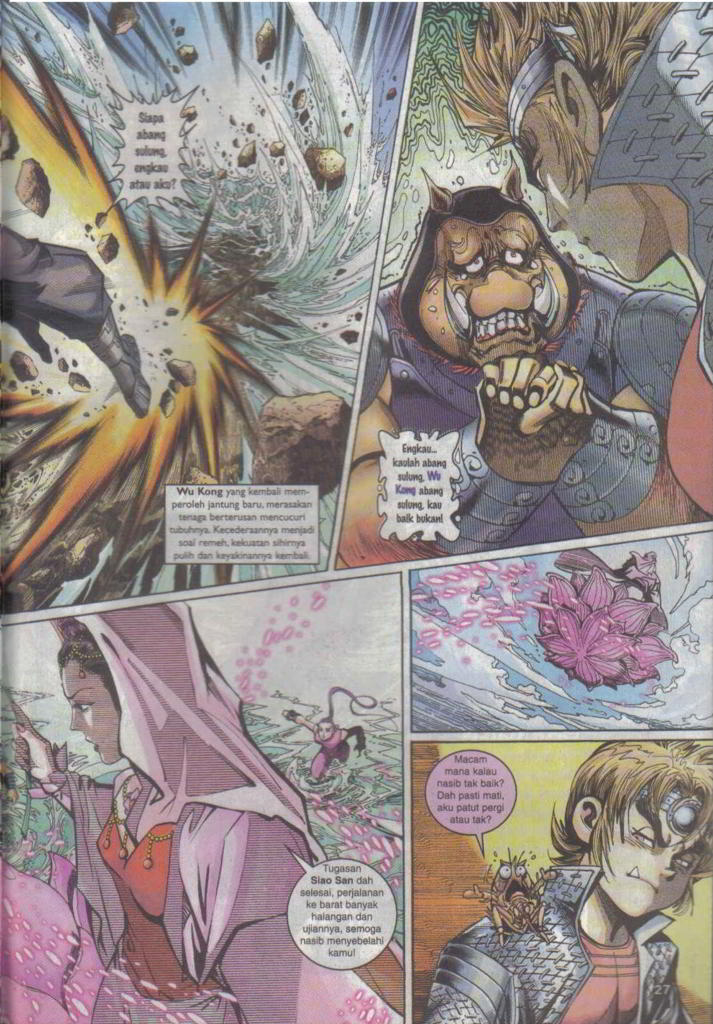 Siapa
abang
sulung,
engkau
atau aku?
Wu Kong yang kembali mem-
peroleh jantung baru, merasakan
tenaga berterusan mencucuri
tubuhnya. Kecederaannya menjadi
soal remeh, kekuatan sihirnya
pulih dan keyakinannya kembali.
Engkau...
kaulah abang
sulung, Wu
Kong abang
sulung, kau
baik bukan!
Tugasan
Siao San dah
selesai, perjalanan
ke barat banyak
halangan dan
ujiannya, semoga
nasib menyebelahi
kamu!
Macam
mana kalau
nasib tak baik?
Dah pasti mati,
aku patut pergi
atau tak?
27